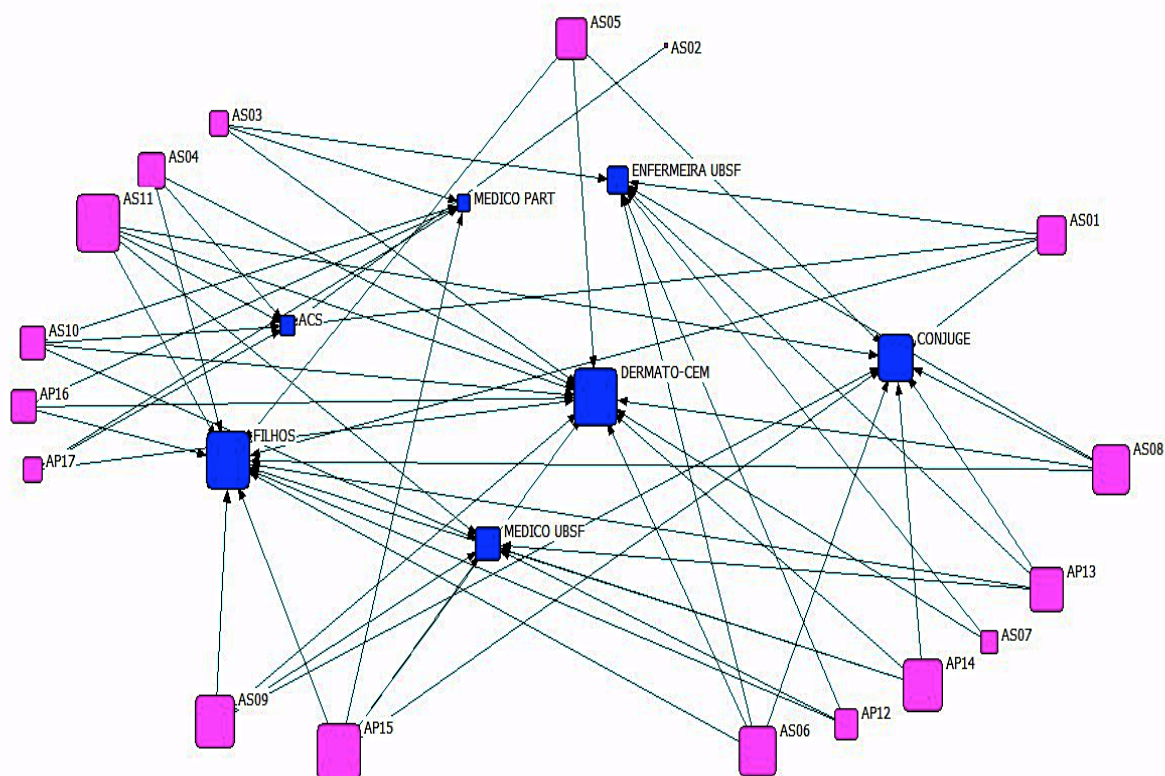 AS05
AS02
AS03
AS04
ENFERMEIRA UBSF
AS11
MEDICO PART
AS01
ACS
AS10
CONJUGE
DERMATO-CEM
AP16
FILHOS
AP17
AS08
MEDICO UBSF
AP13
AS07
AP14
AS09
AP12
AP15
AS06